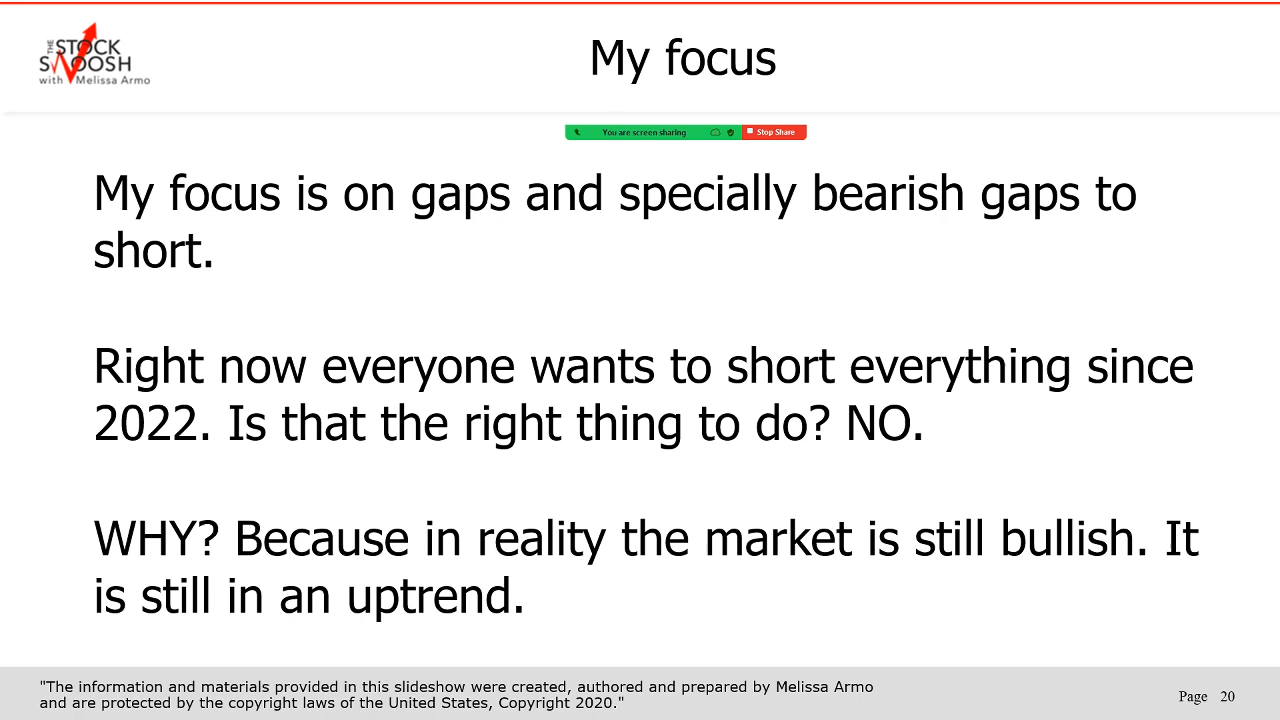 THE STOCK
SWOOSH
with Melissa Armo
My focus
You are screen sharing
Stop Share
My focus is on gaps and specially bearish gaps to
short.
Right now everyone wants to short everything since
2022. Is that the right thing to do? NO.
WHY? Because in reality the market is still bullish. It
is still in an uptrend.
"The information and materials provided in this slideshow were created, authored and prepared by Melissa Armo
and are protected by the copyright laws of the United States, Copyright 2020."
Page 20